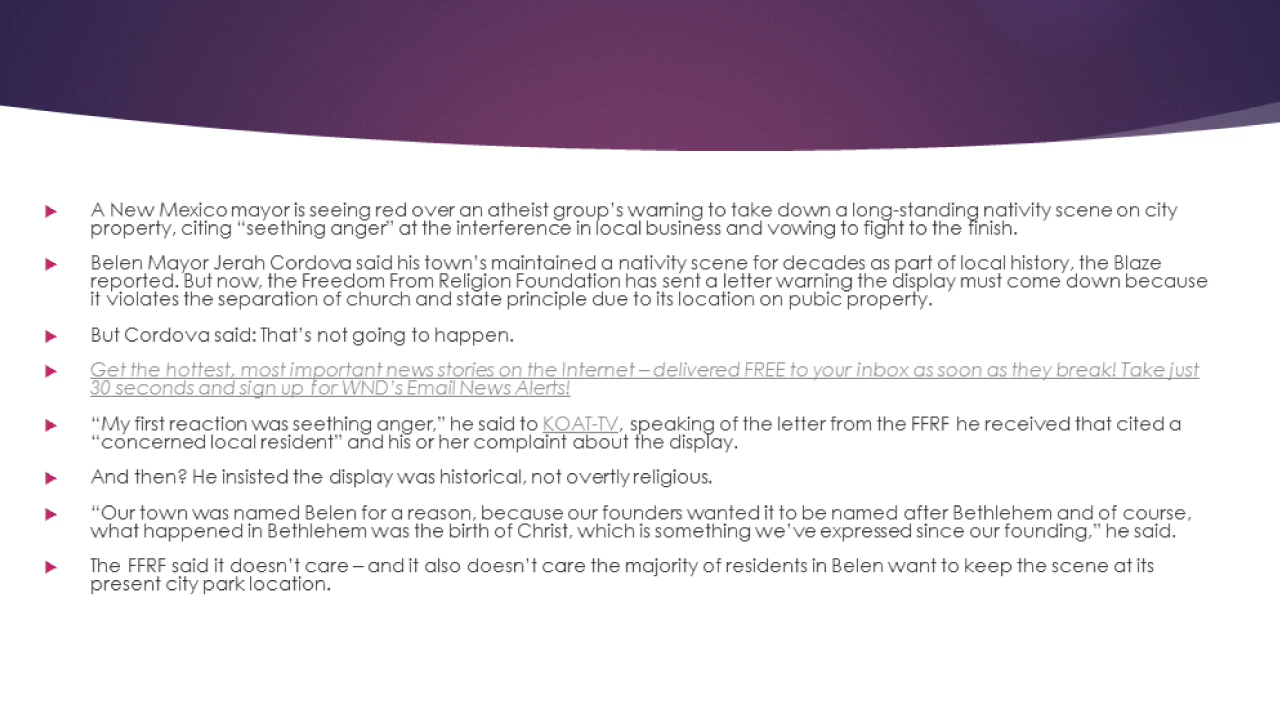 A New Mexico mayor is seeing red over an atheist group's warning to take down a long-standing nativity scene on city
property, citing “seething anger” at the interference in local business and vowing to fight to the finish.
Belen Mayor Jerah Cordova said his town's maintained a nativity scene for decades as part of local history, the Blaze
reported. But now, the Freedom From Religion Foundation has sent a letter warning the display must come down because
it violates the separation of church and state principle due to its location on pubic property.
But Cordova said: That's not going to happen.
Get the hottest, most important news stories on the Internet – delivered FREE to your inbox as soon as they break! Take just
30 seconds and sign up for WND's Email News Alerts!
“My first reaction was seething anger,” he said to KOAT-TV, speaking of the letter from the FFRF he received that cited a
“concerned local resident” and his or her complaint about the display.
And then? He insisted the display was historical, not overtly religious.
“Our town was named Belen for a reason, because our founders wanted it to be named after Bethlehem and of course,
what happened in Bethlehem was the birth of Christ, which is something we've expressed since our founding,” he said.
The FFRF said it doesn't care – and it also doesn't care the majority of residents in Belen want to keep the scene at its
present city park location.